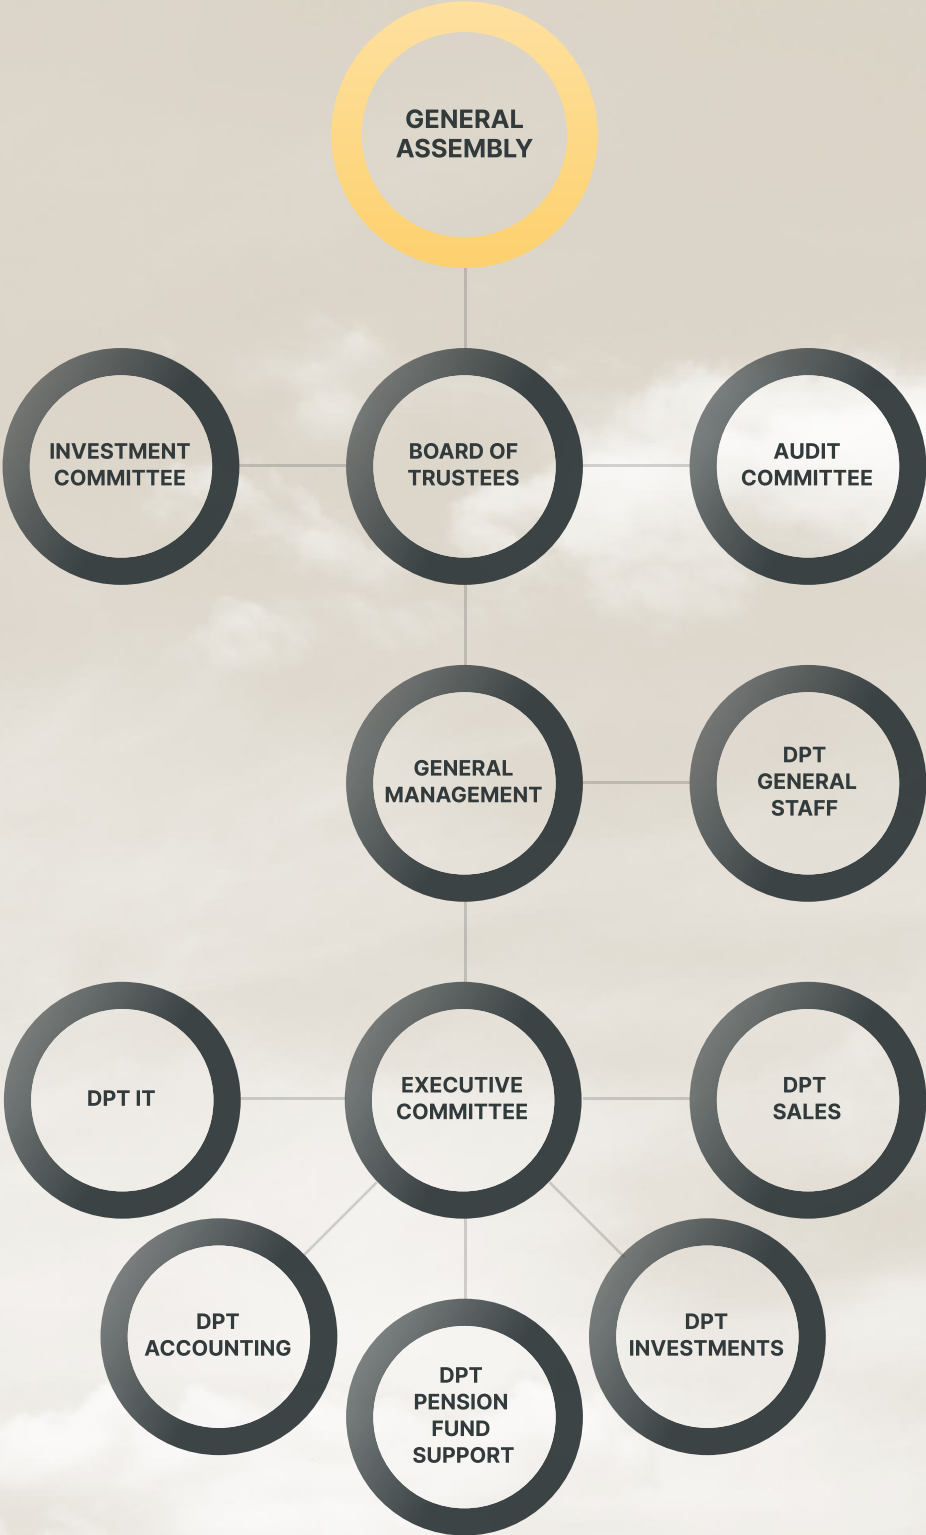 GENERAL
ASSEMBLY
INVESTMENT
COMMITTEE
BOARD OF
TRUSTEES
AUDIT
COMMITTEE
GENERAL
MANAGEMENT
DPT
GENERAL
STAFF
DPT IT
EXECUTIVE
COMMITTEE
DPT
SALES
DPT
ACCOUNTING
DPT
PENSION
FUND
SUPPORT
DPT
INVESTMENTS